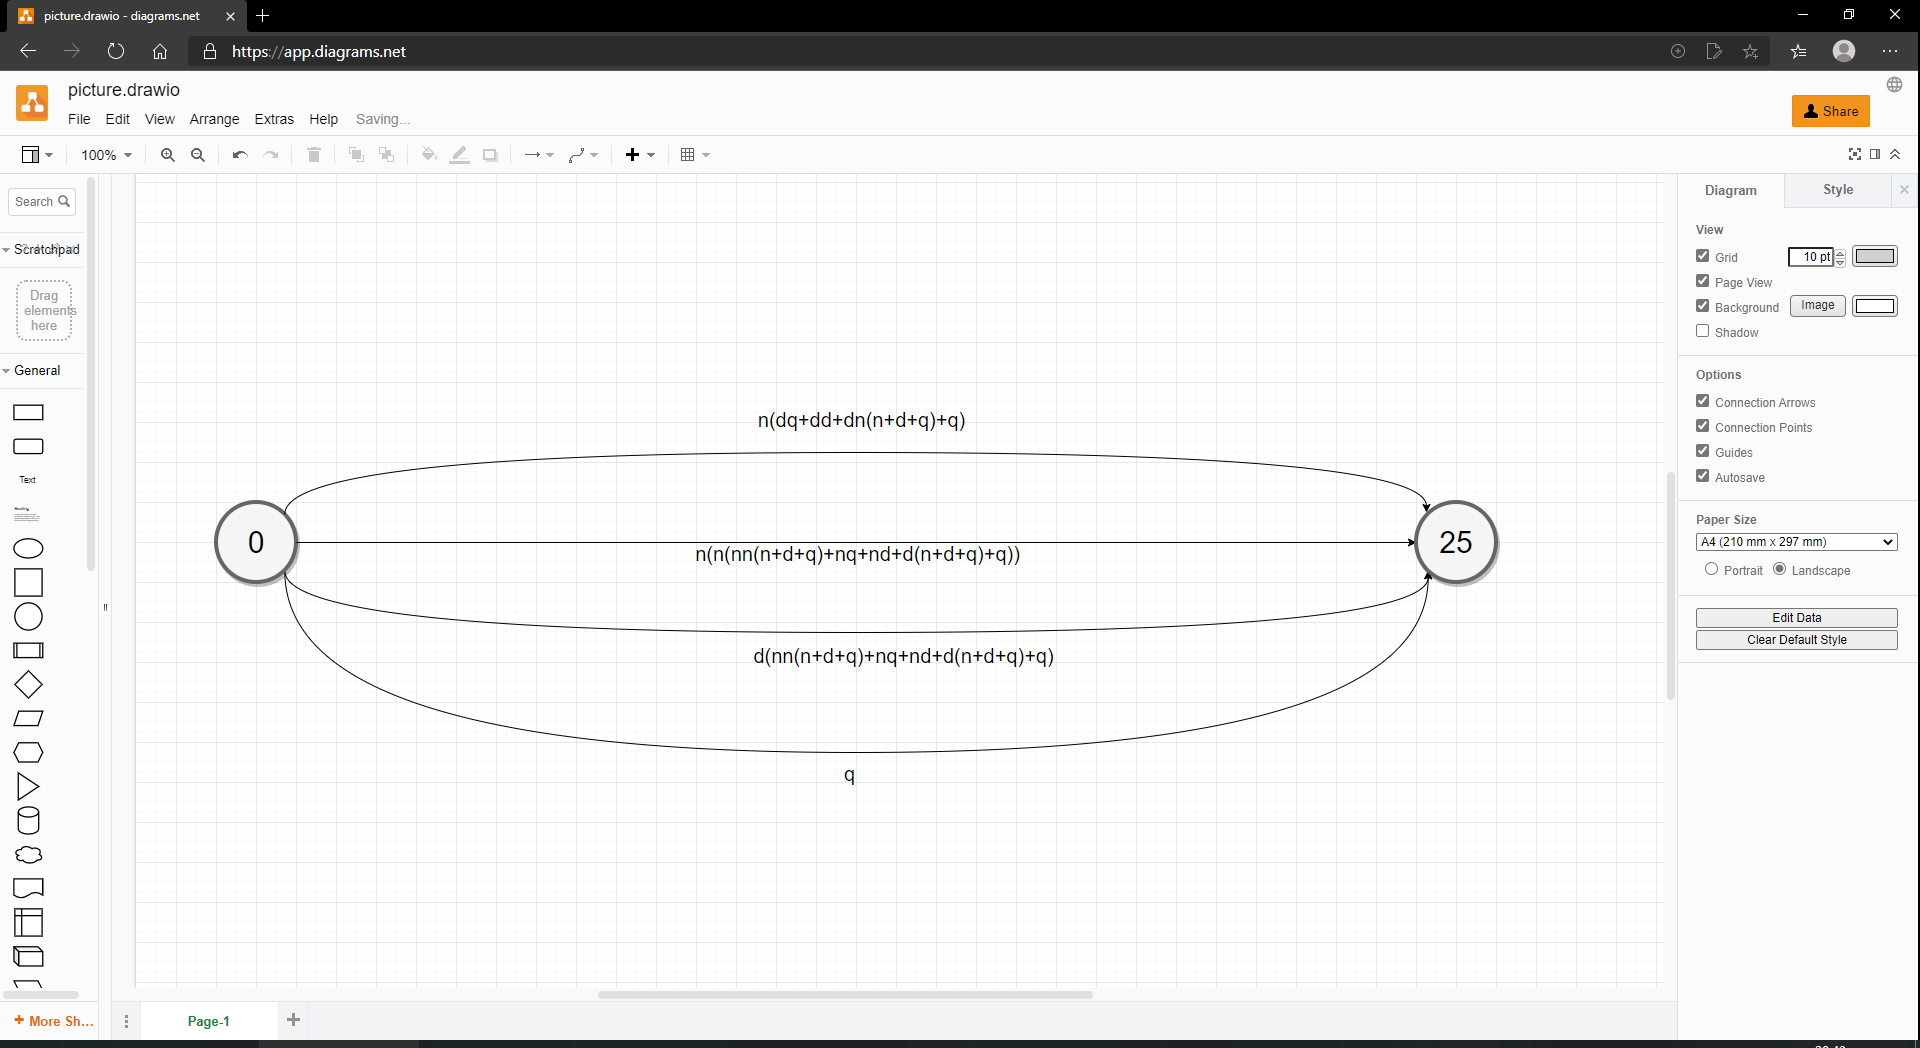 picture.drawio - diagrams.net
https://app.diagrams.net
picture.drawio
File Edit View Arrange Extras Help Saving...
Share
100%
Diagram Style
Search
Scratchpad
Drag
elements
here
General
Text
View
Grid 10 pt
Page View
Background Image
Shadow
Options
Connection Arrows
Connection Points
Guides
Autosave
Paper Size
A4 (210 mm x 297 mm)
Portrait Landscape
Edit Data
Clear Default Style
n(dq+dd+dn(n+d+q)+q)
0
25
n(n(nn(n+d+q)+nq+nd+d(n+d+q)+q))
d(nn(n+d+q)+nq+nd+d(n+d+q)+q)
q
More Sh...
Page-1